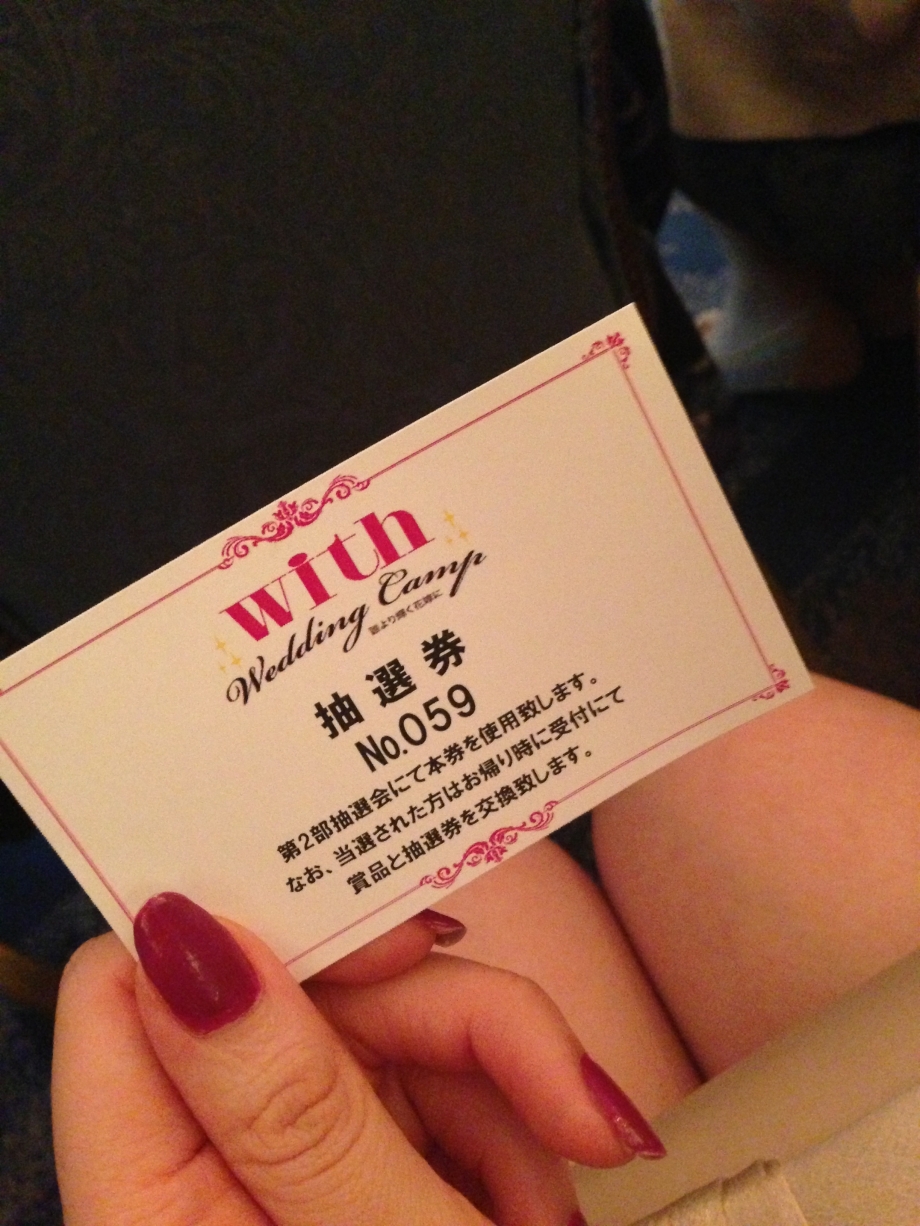 with
Wedding Camp
誰より輝く花嫁に
抽選券
No.059
第2部抽選会にて本券を使用致します。
なお、当選された方はお帰り時に受付にて
賞品と抽選券を交換致します。